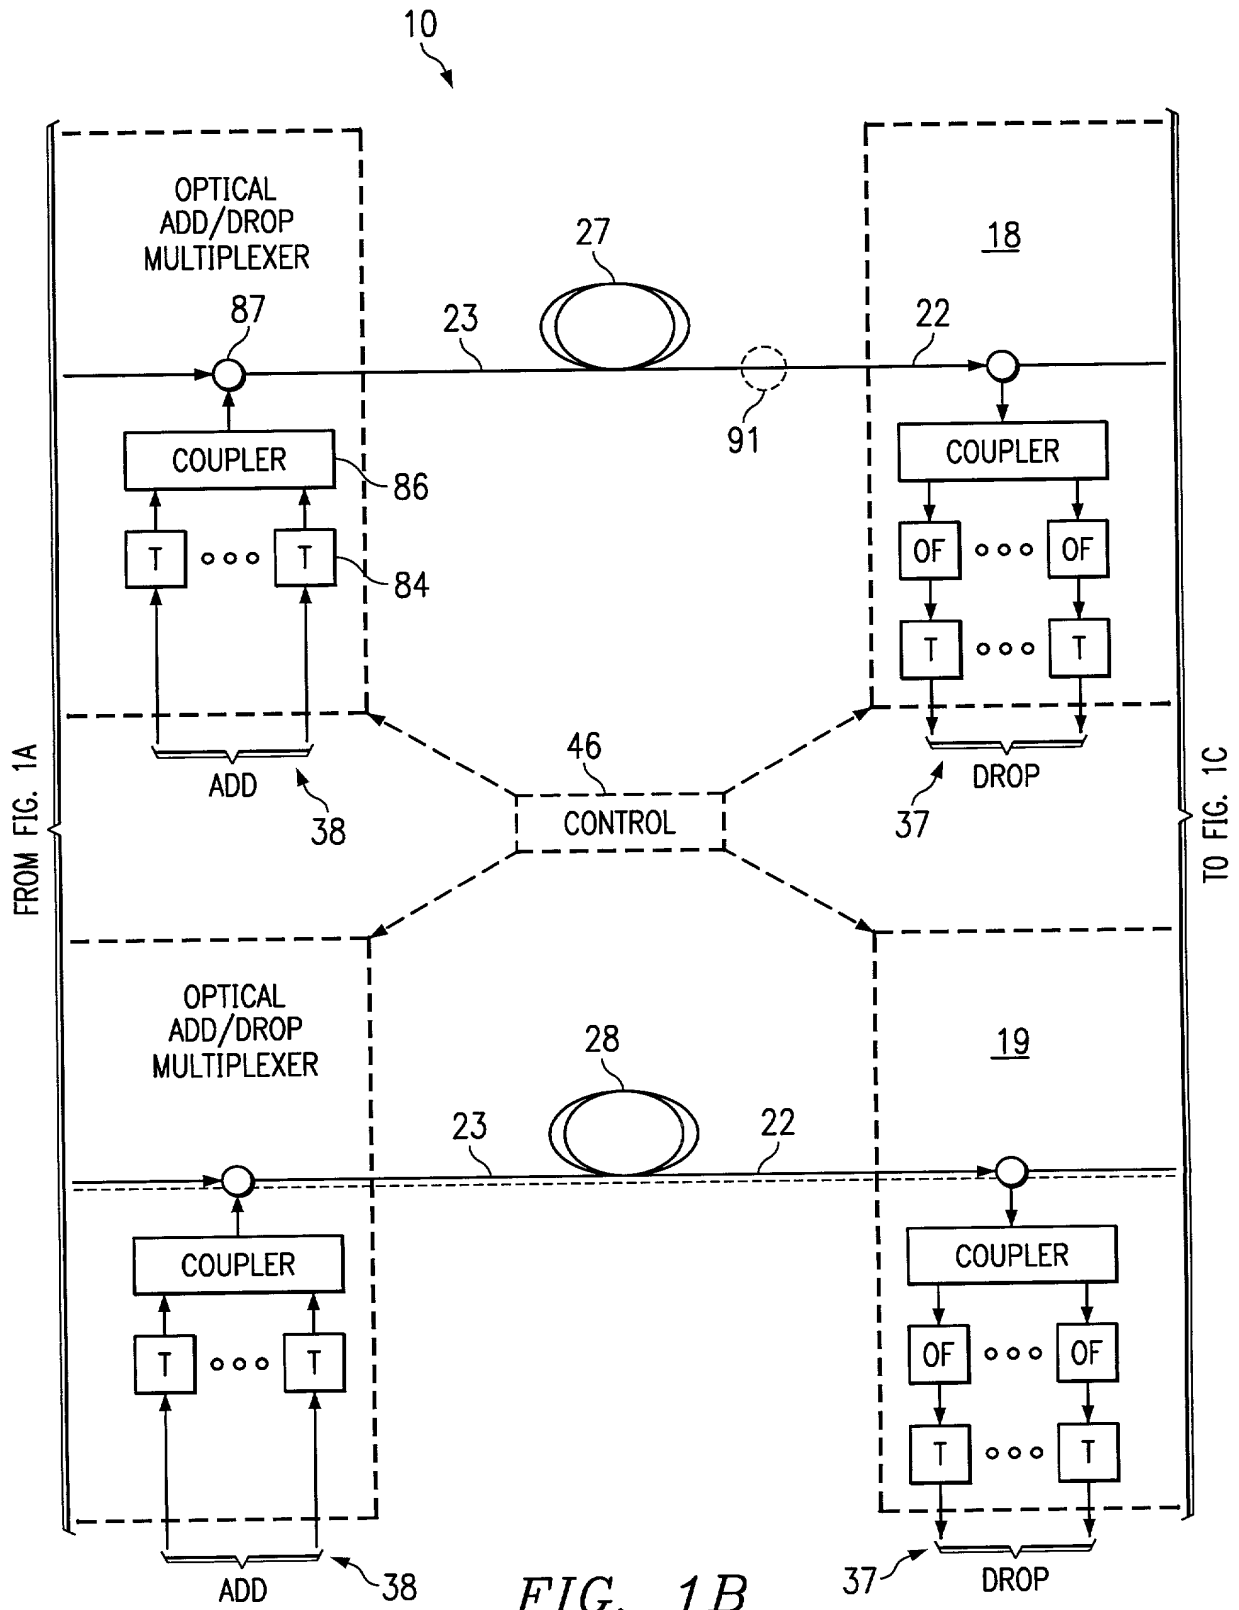 10
OPTICAL
ADD/DROP
MULTIPLEXER
18
27
87
23
22
91
COUPLER
86
COUPLER
T
T
84
OF
OF
T
T
ADD
38
46
CONTROL
37
DROP
FROM FIG. 1A
TO FIG. 1C
OPTICAL
ADD/DROP
MULTIPLEXER
19
28
23
22
COUPLER
COUPLER
T
T
OF
OF
T
T
ADD
38
37
DROP
FIG. 1B